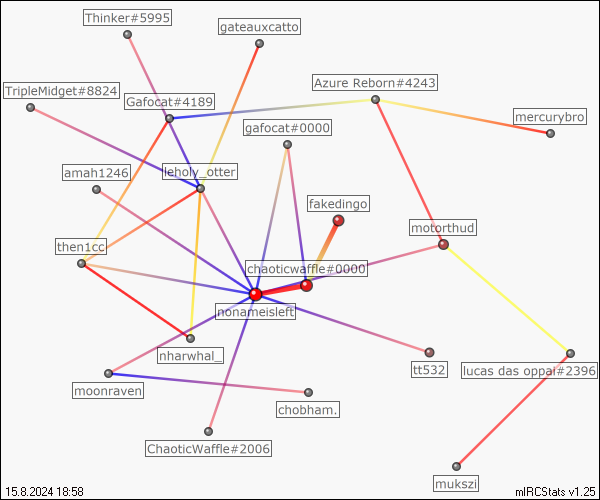 Thinker#5995
gateauxcatto
TripleMidget#8824
Azure Reborn#4243
Gafocat#4189
mercurybro
gafocat#0000
amah1246
leholy_otter
fakedingo
motorthud
then1cc
chaoticwaffle#0000
nonameisleft
nharwhal_
tt532
lucas das oppai#2396
moonraven
chobham.
ChaoticWaffle#2006
mukszi
15.8.2024 18:58
mIRCStats v1.25